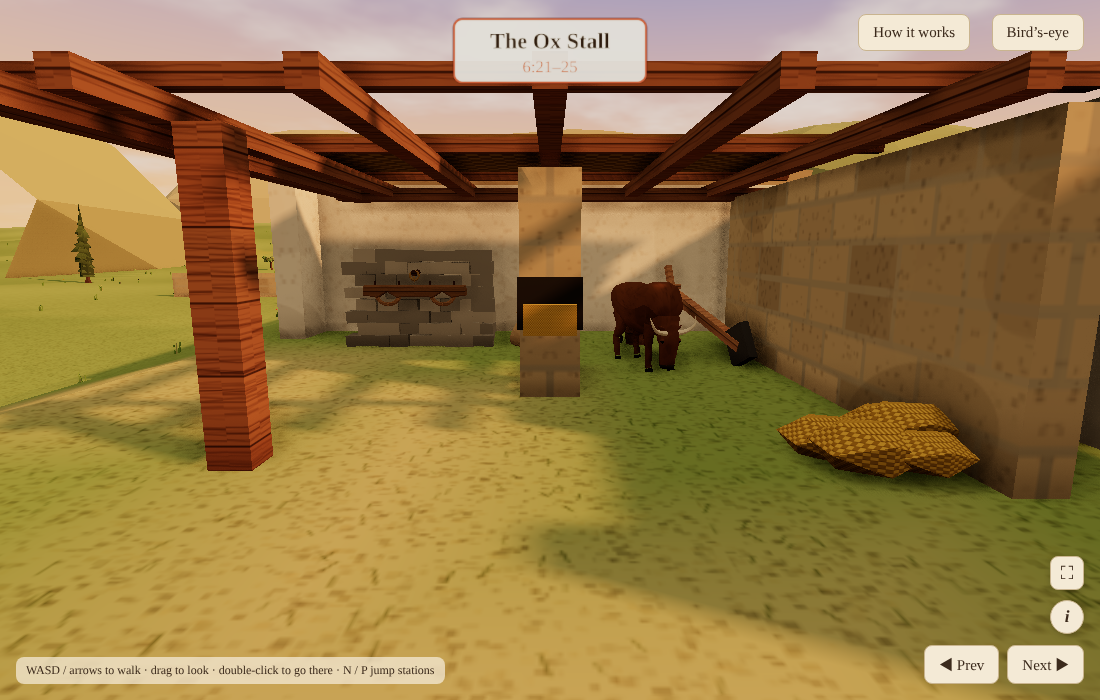 The Ox Stall
6:21–25
How it works
Bird’s-eye
i
WASD / arrows to walk · drag to look · double-click to go there · N / P jump stations
◀ Prev
Next ▶